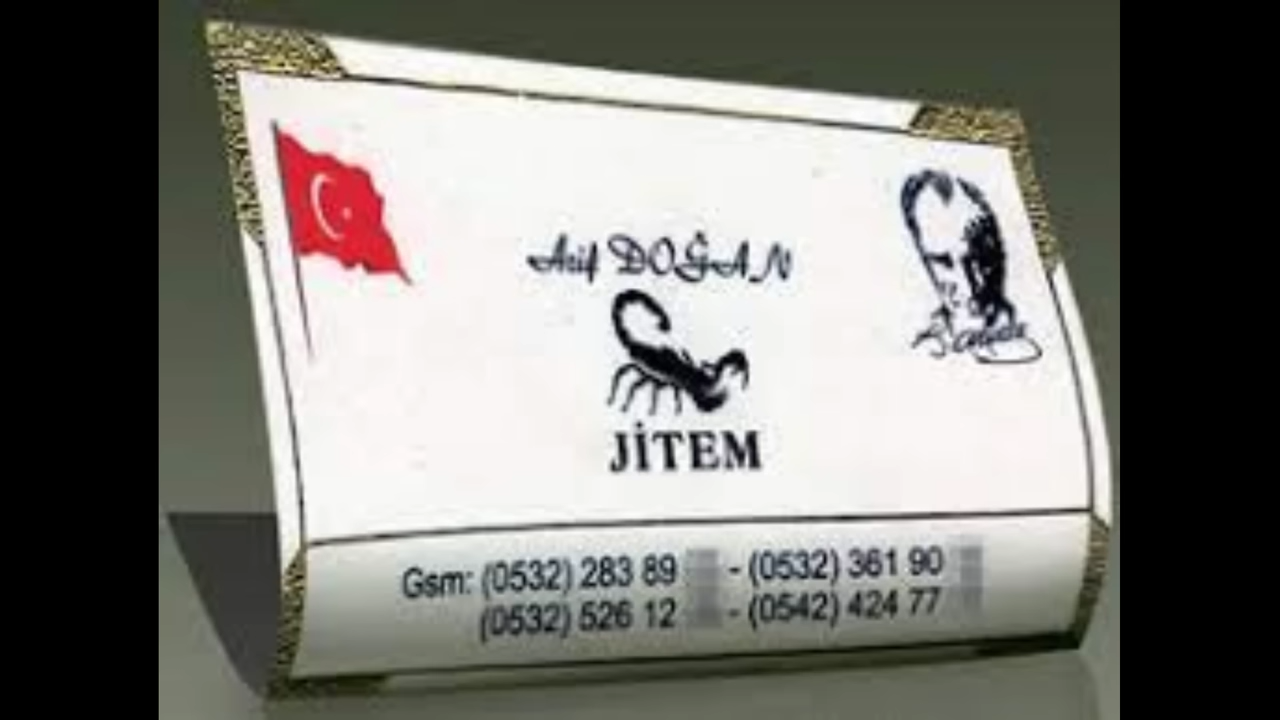 Arif DOĞAN
JİTEM
Gsm: (0532) 283 89 - (0532) 361 90
(0532) 526 12 - (0542) 424 77